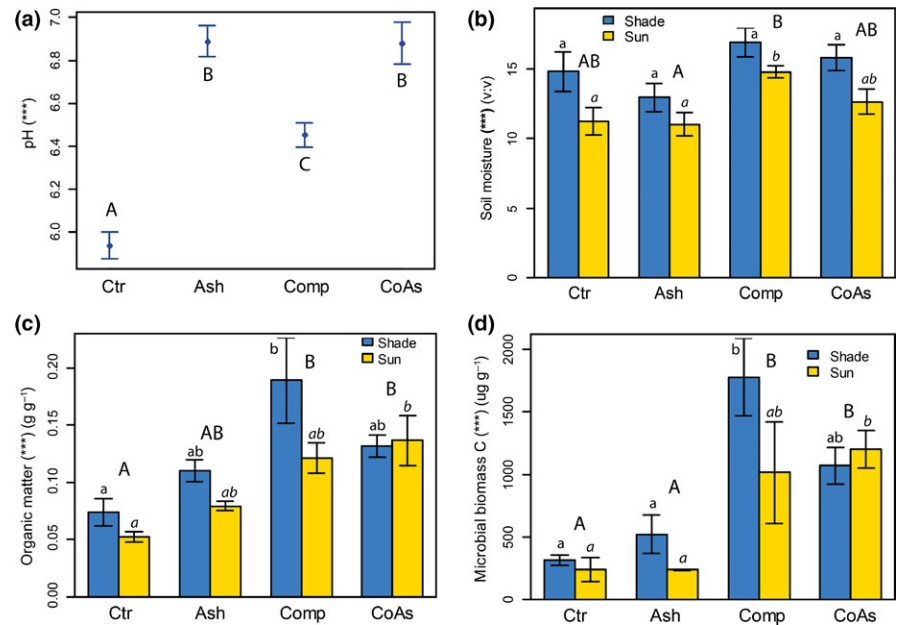 (a)
pH (***)
7.0
6.8
6.6
6.4
6.2
6.0
A
B
C
B
Ctr Ash Comp CoAs
(b)
Shade
Sun
Soil moisture (***) (v:v)
15
10
5
0
a AB a
a A a
a B b
a AB ab
Ctr Ash Comp CoAs
(c)
Shade
Sun
Organic matter (***) (g g⁻¹)
0.20
0.15
0.10
0.05
0.00
A a a
AB ab ab
b B ab
B ab b
Ctr Ash Comp CoAs
(d)
Shade
Sun
Microbial biomass C (***) (ug g⁻¹)
2000
1500
1000
500
0
A a a
a A a
b B ab
B ab b
Ctr Ash Comp CoAs